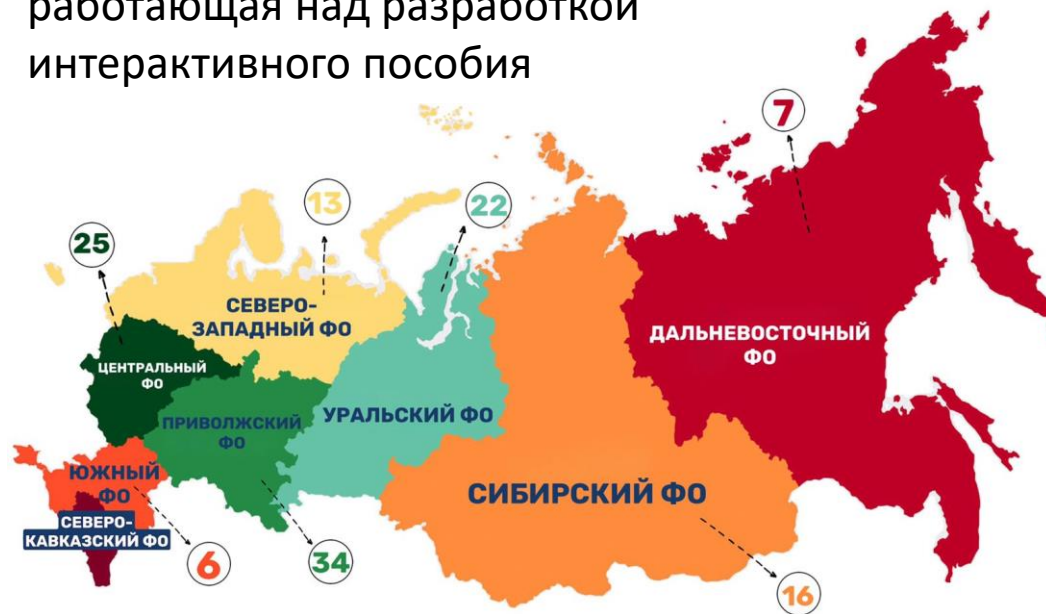 работающая над разработкой
интерактивного пособия
7
13
22
25
СЕВЕРО-
ЗАПАДНЫЙ ФО
ДАЛЬНЕВОСТОЧНЫЙ
ФО
ЦЕНТРАЛЬНЫЙ
ФО
ПРИВОЛЖСКИЙ
ФО
УРАЛЬСКИЙ ФО
ЮЖНЫЙ
ФО
СИБИРСКИЙ ФО
СЕВЕРО-
КАВКАЗСКИЙ ФО
6
34
16